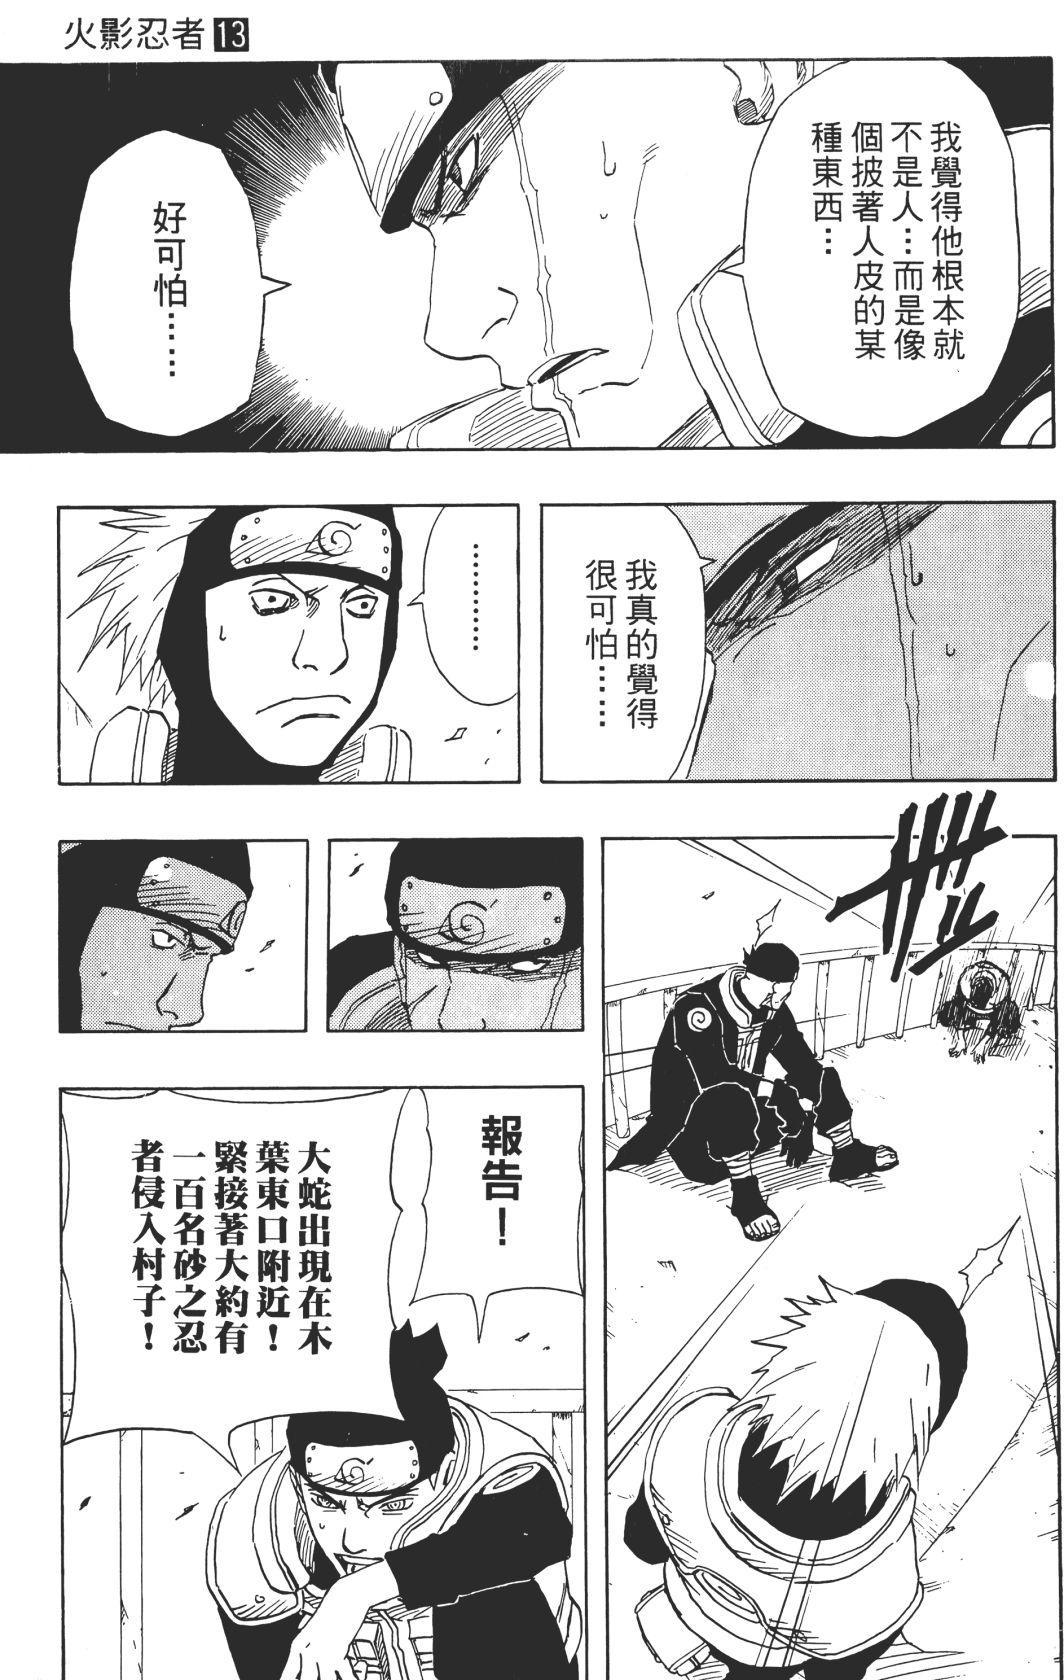 火影忍者13
我覺得他根本就
不是人…而是像
個披著人皮的某
種東西…
好可怕……
我真的覺得
很可怕……
………
報告！
大蛇出現在木
葉東口附近！
緊接著大約有
一百名砂之忍
者侵入村子！